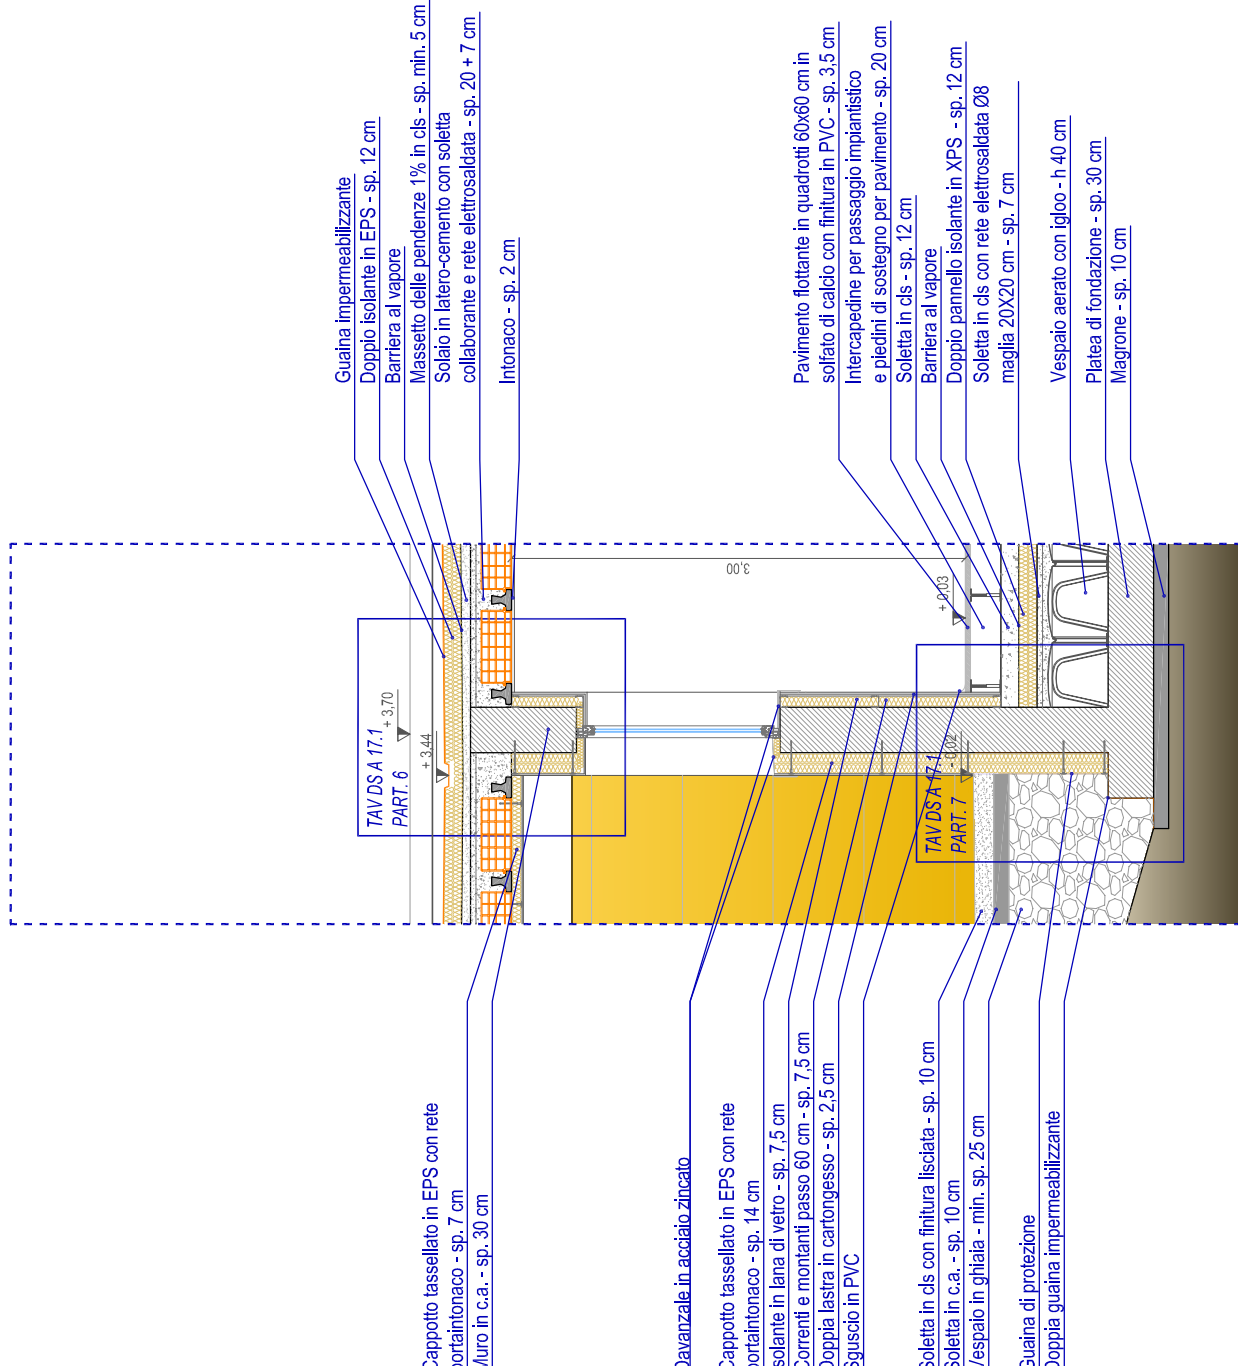 Guaina impermeabilizzante
Doppio isolante in EPS - sp. 12 cm
Barriera al vapore
Massetto delle pendenze 1% in cls - sp. min. 5 cm
Solaio in latero-cemento con soletta
collaborante e rete elettrosaldata - sp. 20 + 7 cm
Intonaco - sp. 2 cm
Pavimento flottante in quadrotti 60x60 cm in
solfato di calcio con finitura in PVC - sp. 3,5 cm
Intercapedine per passaggio impiantistico
e piedini di sostegno per pavimento - sp. 20 cm
Soletta in cls - sp. 12 cm
Barriera al vapore
Doppio pannello isolante in XPS - sp. 12 cm
Soletta in cls con rete elettrosaldata Ø8
maglia 20X20 cm - sp. 7 cm
Vespaio aerato con igloo - h 40 cm
Platea di fondazione - sp. 30 cm
Magrone - sp. 10 cm
3,00
+ 0,03
+ 3,70
+ 3,44
- 0,02
TAV DS A 17.1
PART. 6
TAV DS A 17.1
PART. 7
Cappotto tassellato in EPS con rete
portaintonaco - sp. 7 cm
Muro in c.a. - sp. 30 cm
Davanzale in acciaio zincato
Cappotto tassellato in EPS con rete
portaintonaco - sp. 14 cm
Isolante in lana di vetro - sp. 7,5 cm
Correnti e montanti passo 60 cm - sp. 7,5 cm
Doppia lastra in cartongesso - sp. 2,5 cm
Sguscio in PVC
Soletta in cls con finitura lisciata - sp. 10 cm
Soletta in c.a. - sp. 10 cm
Vespaio in ghiaia - min. sp. 25 cm
Guaina di protezione
Doppia guaina impermeabilizzante